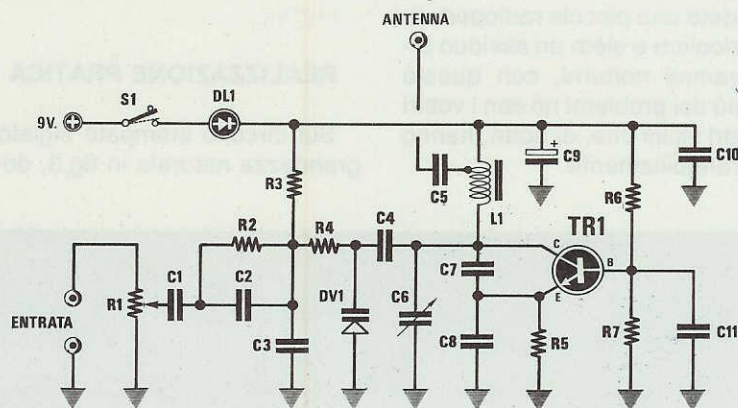 ANTENNA
REALIZZAZIONE PRATICA
9V.
S1
DL1
C9
C10
C5
L1
R3
R6
R2
R4
C4
TR1
C
B
E
C1
C2
R1
ENTRATA
DV1
C6
C7
C3
C8
R5
R7
C11